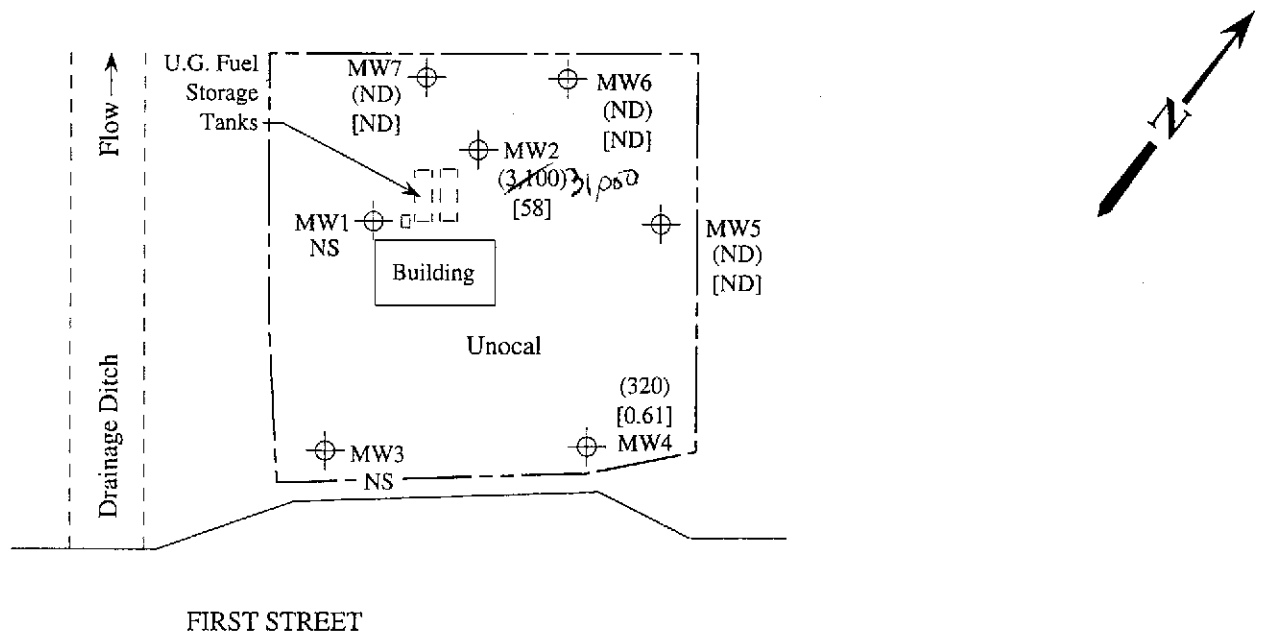 U.G. Fuel
Storage
Tanks
MW7
(ND)
[ND]
MW6
(ND)
[ND]
N
Flow
MW2
(3,100)
[58]
MW1
NS
MW5
(ND)
[ND]
Building
Unocal
(320)
[0.61]
MW4
MW3
NS
Drainage Ditch
FIRST STREET